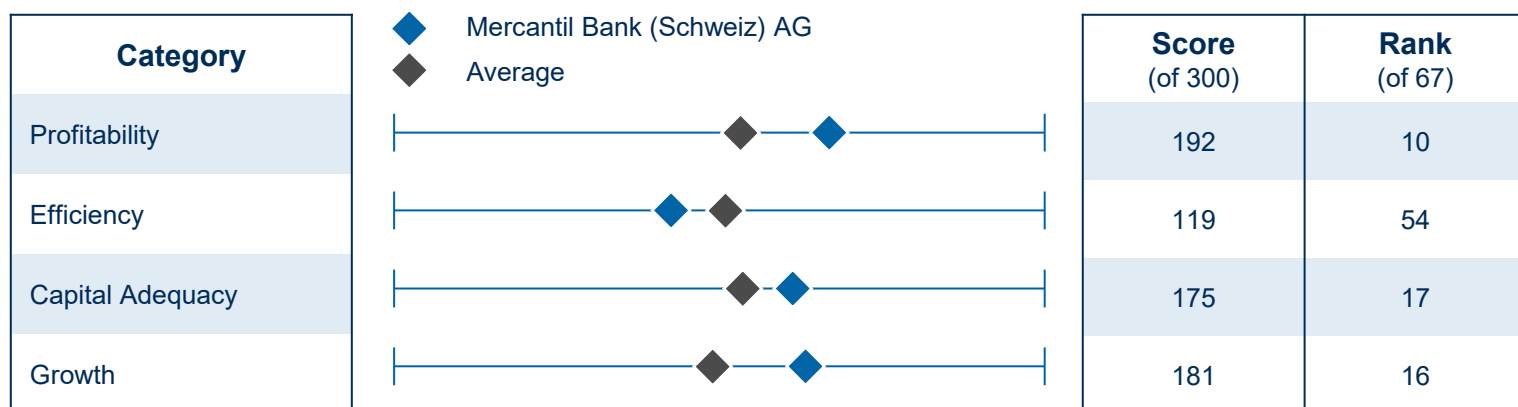 Category
Mercantil Bank (Schweiz) AG
Average
Score
(of 300)
Rank
(of 67)
Profitability
192
10
Efficiency
119
54
Capital Adequacy
175
17
Growth
181
16